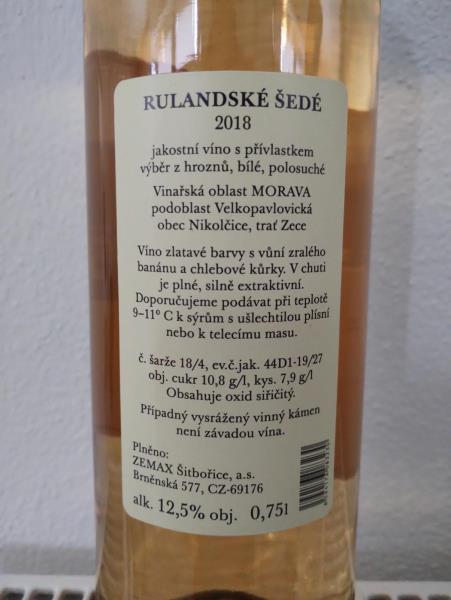 RULANDSKÉ ŠEDÉ
2018
jakostní víno s přívlastkem
výběr z hroznů, bílé, polosuché
Vinařská oblast MORAVA
podoblast Velkopavlovická
obec Nikolčice, trať Zece
Víno zlatavé barvy s vůní zralého
banánu a chlebové kůrky. V chuti
je plné, silně extraktivní.
Doporučujeme podávat při teplotě
9–11° C k sýrům s ušlechtilou plísní
nebo k telecímu masu.
č. šarže 18/4, ev.č.jak. 44D1-19/27
obj. cukr 10,8 g/l, kys. 7,9 g/l
Obsahuje oxid siřičitý.
Případný vysrážený vinný kámen
není závadou vína.
Plněno:
ZEMAX Šitbořice, a.s.
Brněnská 577, CZ-69176
alk. 12,5% obj. 0,75l